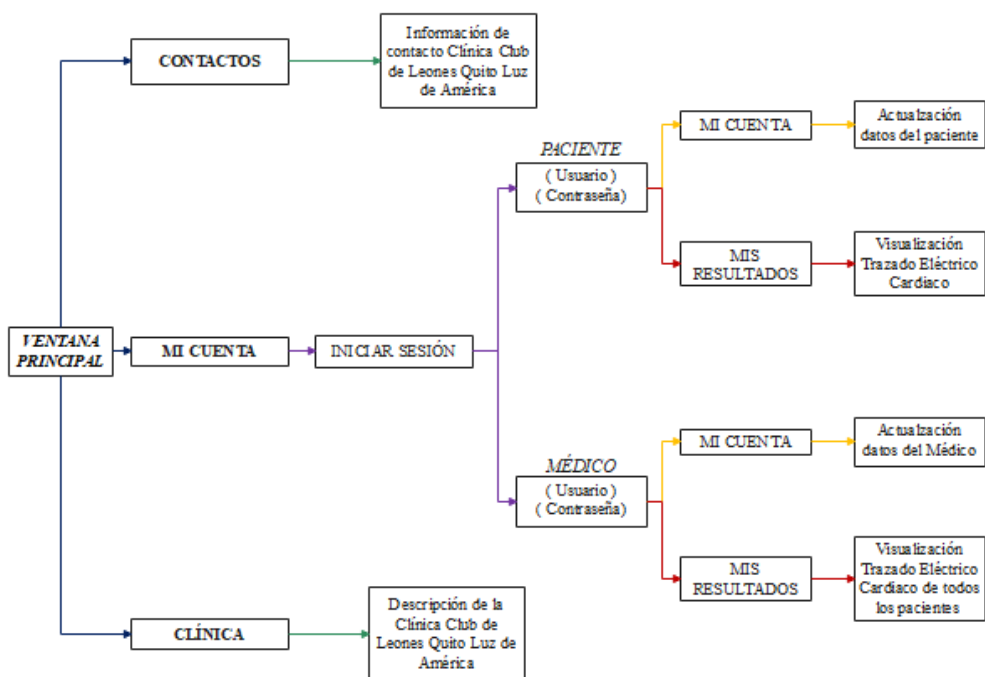 CONTACTOS
Información de
contacto Clínica Club
de Leones Quito Luz
de América
VENTANA
PRINCIPAL
MI CUENTA
INICIAR SESIÓN
PACIENTE
( Usuario )
( Contraseña)
MI CUENTA
Actualzación
datos del paciente
MIS
RESULTADOS
Visualización
Trazado Eléctrico
Cardiaco
MÉDICO
( Usuario )
( Contraseña)
MI CUENTA
Actualzación
datos del Médico
MIS
RESULTADOS
Visualización
Trazado Eléctrico
Cardiaco de todos
los pacientes
CLÍNICA
Descripción de la
Clínica Club de
Leones Quito Luz de
América